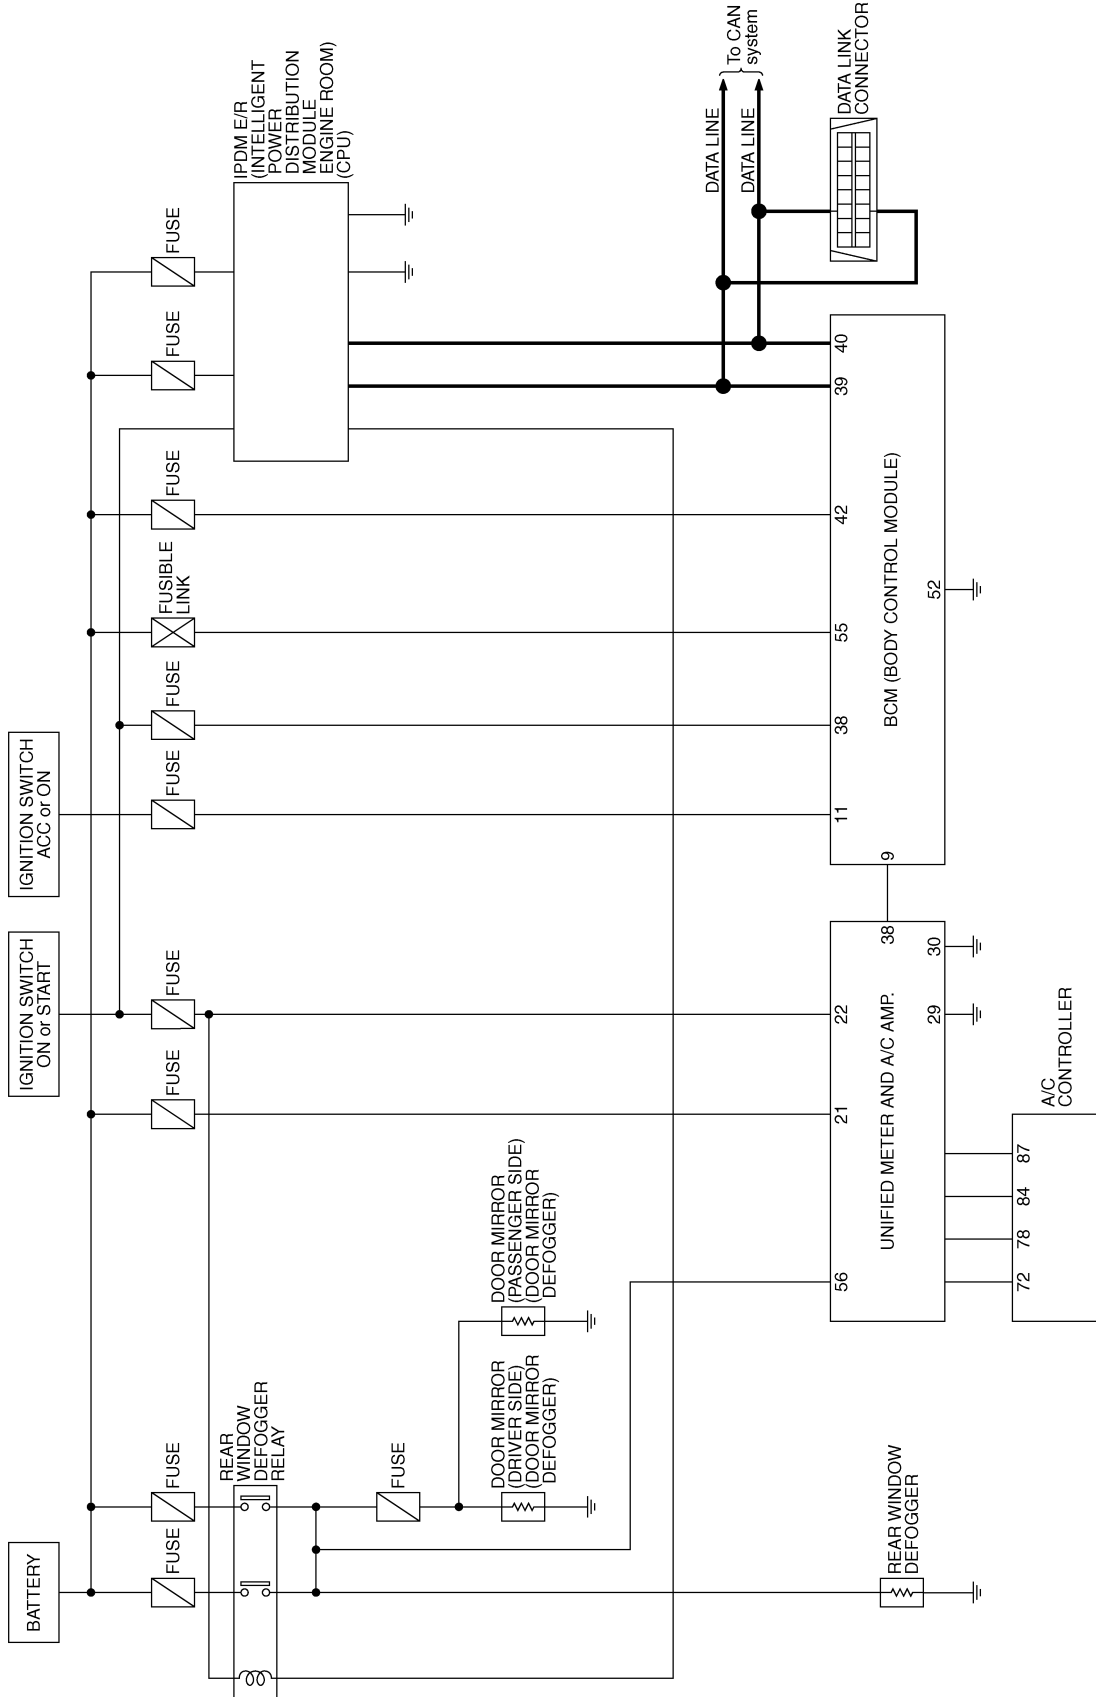 BATTERY
IGNITION SWITCH
ON or START
IGNITION SWITCH
ACC or ON
FUSE
FUSE
FUSE
FUSE
FUSE
FUSE
FUSIBLE
LINK
FUSE
FUSE
FUSE
REAR
WINDOW
DEFOGGER
RELAY
IPDM E/R
(INTELLIGENT
POWER
DISTRIBUTION
MODULE
ENGINE ROOM)
(CPU)
FUSE
DOOR MIRROR
(DRIVER SIDE)
(DOOR MIRROR
DEFOGGER)
DOOR MIRROR
(PASSENGER SIDE)
(DOOR MIRROR
DEFOGGER)
DATA LINE
DATA LINE
To CAN
system
DATA LINK
CONNECTOR
56
21
22
11
38
55
42
39
40
REAR WINDOW
DEFOGGER
UNIFIED METER AND A/C AMP.
38
9
BCM (BODY CONTROL MODULE)
29
30
52
72
78
84
87
A/C
CONTROLLER